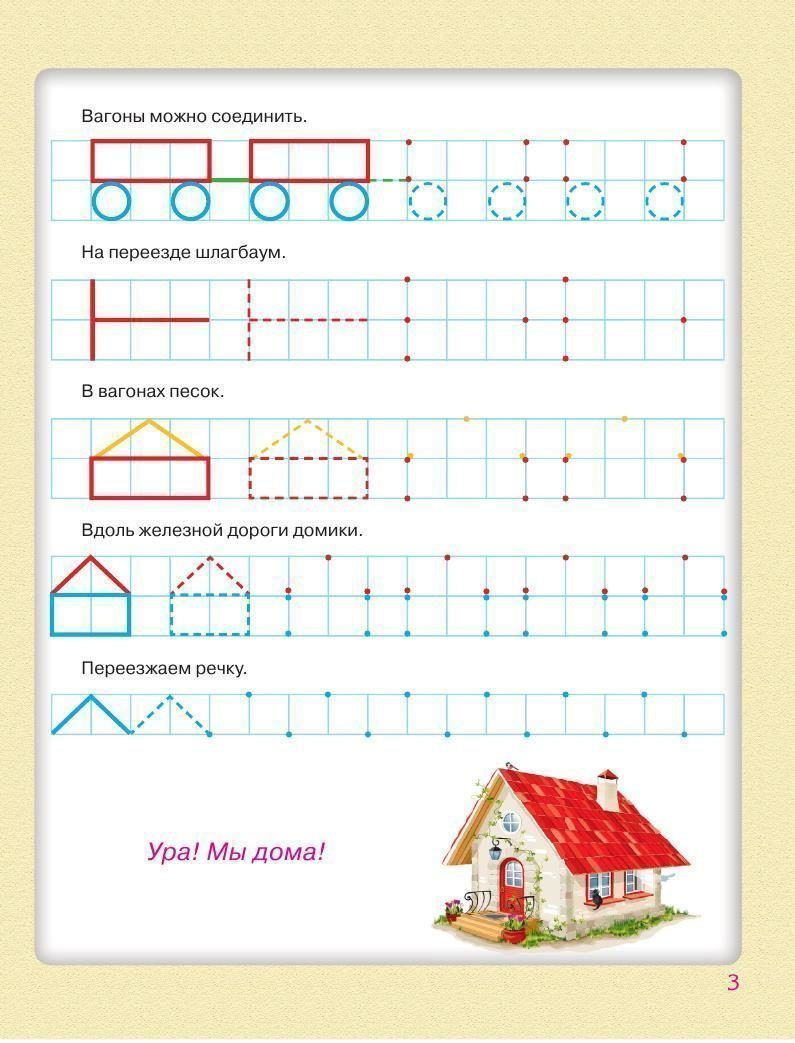 Вагоны можно соединить.
На переезде шлагбаум.
В вагонах песок.
Вдоль железной дороги домики.
Переезжаем речку.
Ура! Мы дома!
3